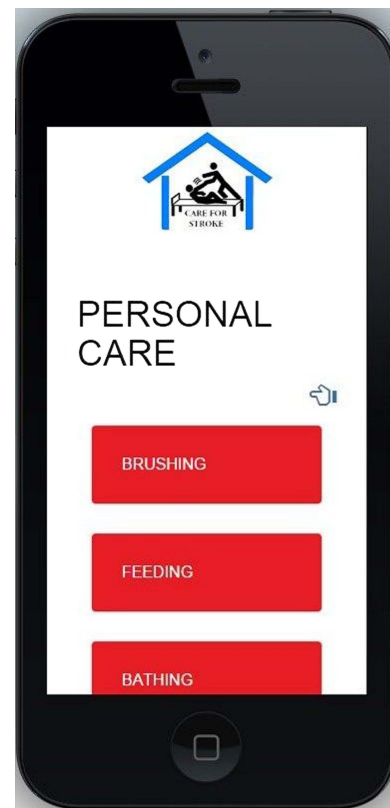 CARE FOR
STROKE
PERSONAL
CARE
BRUSHING
FEEDING
BATHING